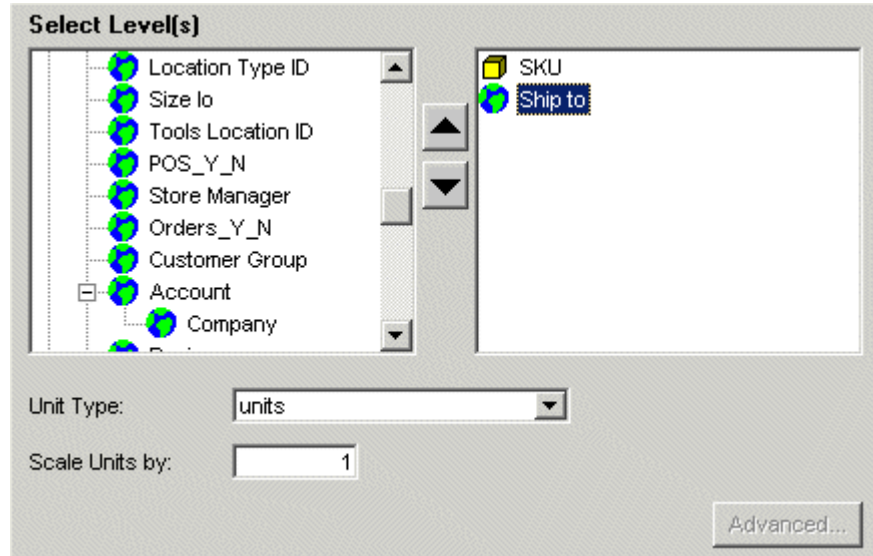 Select Level(s)
Location Type ID
Size lo
Tools Location ID
POS_Y_N
Store Manager
Orders_Y_N
Customer Group
Account
Company
SKU
Ship to
Unit Type: units
Scale Units by: 1
Advanced...